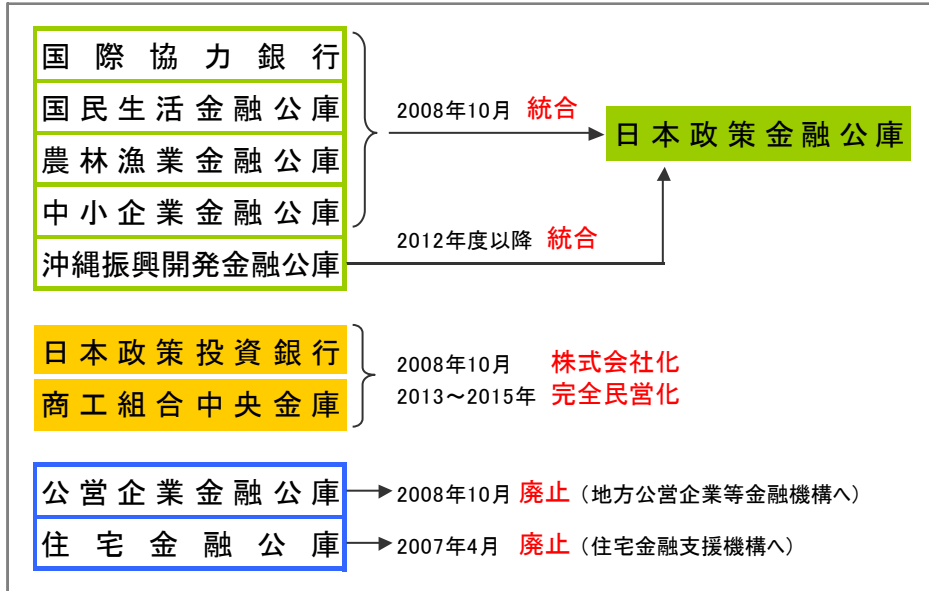 国際協力銀行
国民生活金融公庫
農林漁業金融公庫
中小企業金融公庫
沖縄振興開発金融公庫
2008年10月 統合
日本政策金融公庫
2012年度以降 統合
日本政策投資銀行
商工組合中央金庫
2008年10月 株式会社化
2013～2015年 完全民営化
公営企業金融公庫
2008年10月 廃止（地方公営企業等金融機構へ）
住宅金融公庫
2007年4月 廃止（住宅金融支援機構へ）